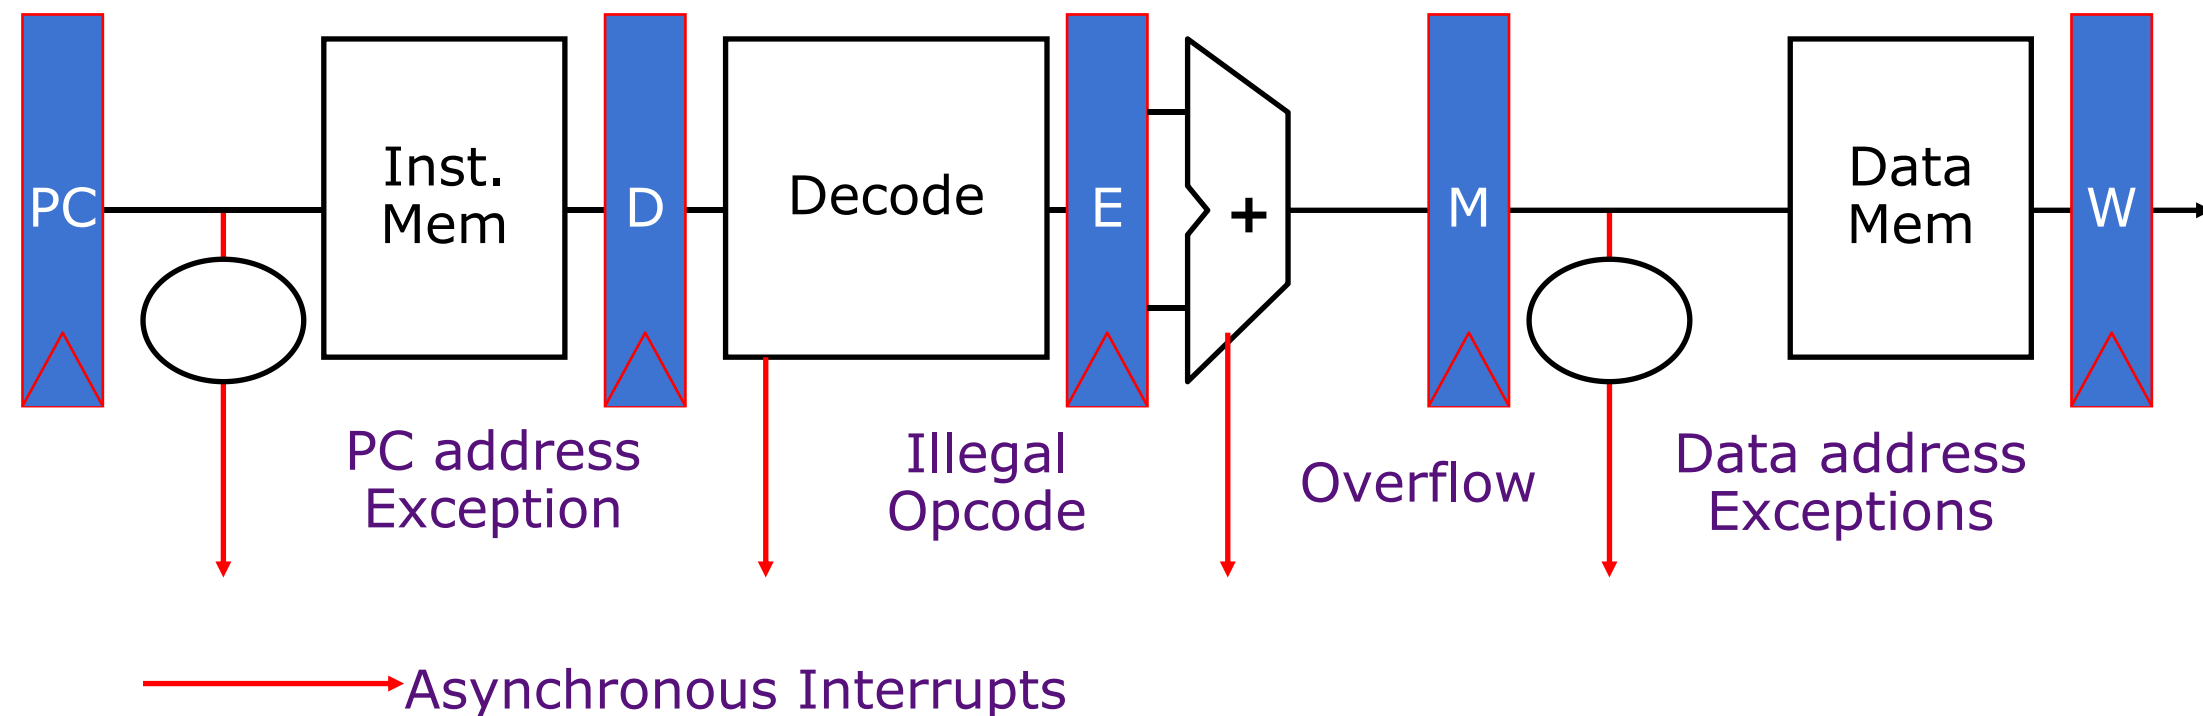 PC
Inst.
Mem
D
Decode
E
+
M
Data
Mem
W
PC address
Exception
Illegal
Opcode
Overflow
Data address
Exceptions
Asynchronous Interrupts